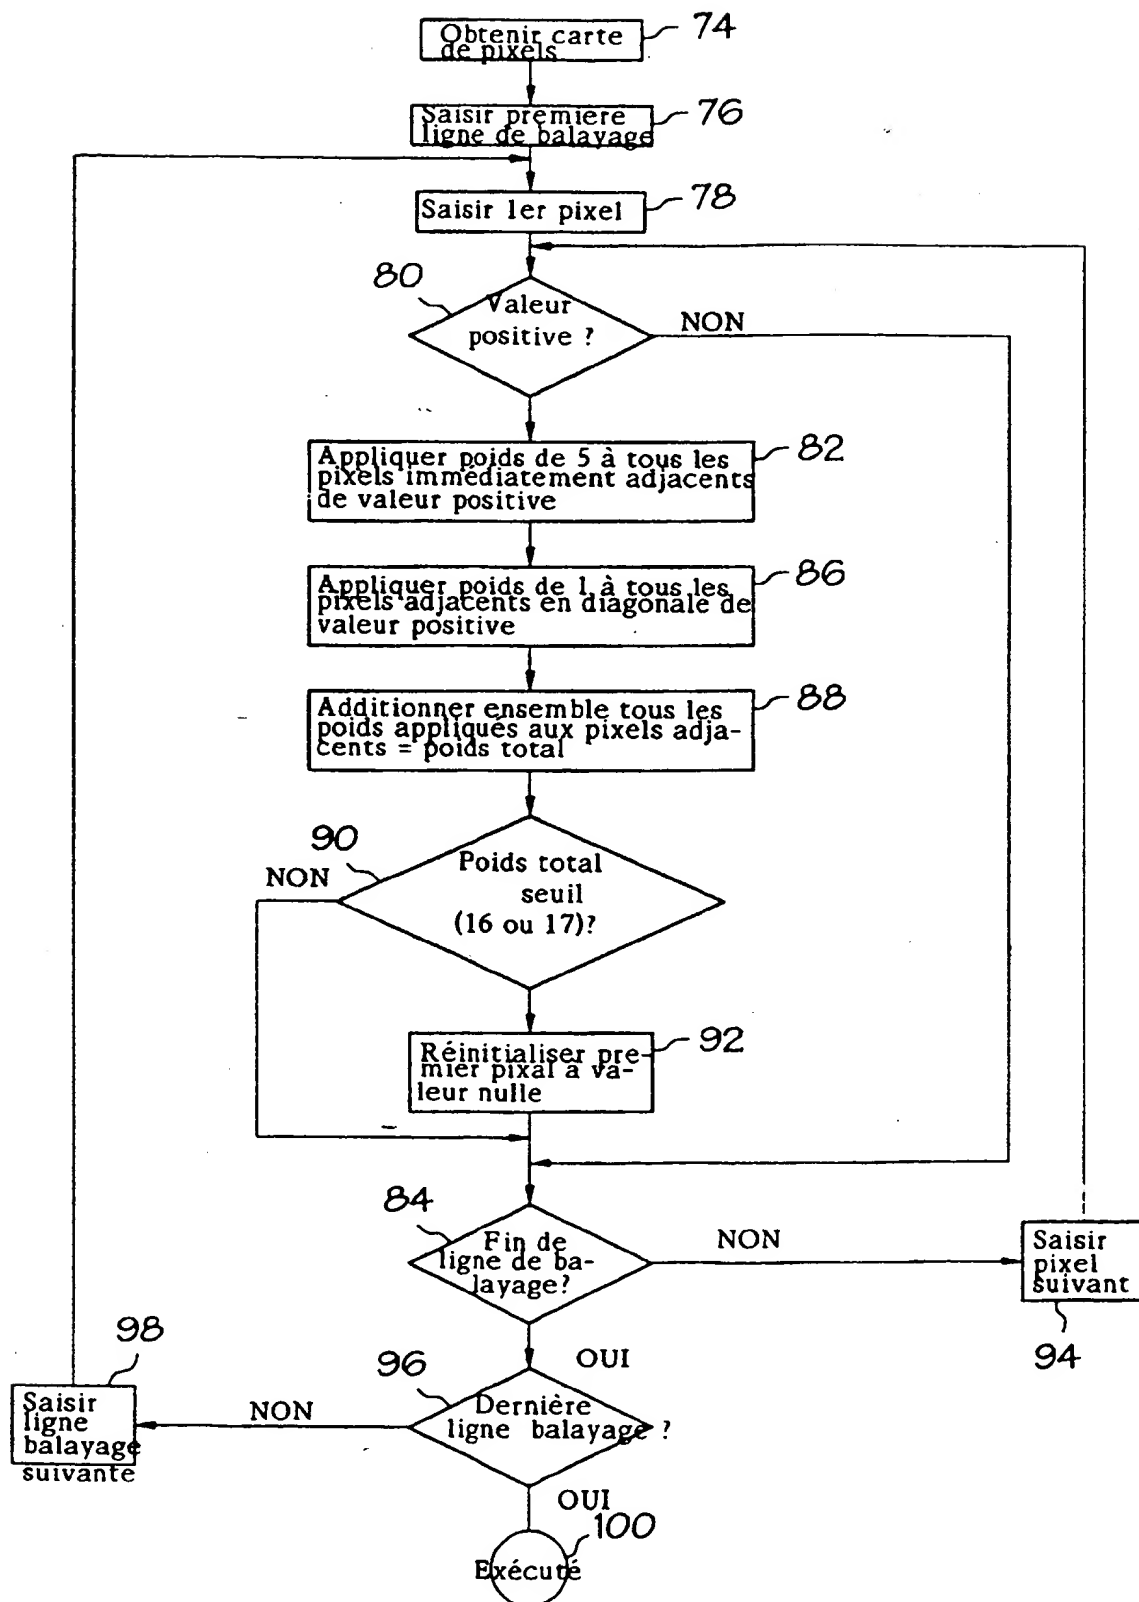 Obtenir carte
de pixels
74
Saisir première
ligne de balayage
76
Saisir 1er pixel
78
80
Valeur
positive ?
NON
Appliquer poids de 5 à tous les
pixels immédiatement adjacents
de valeur positive
82
Appliquer poids de 1 à tous les
pixels adjacents en diagonale de
valeur positive
86
Additionner ensemble tous les
poids appliqués aux pixels adja-
cents = poids total
88
90
NON
Poids total
seuil
(16 ou 17)?
Réinitialiser pre-
mier pixal a va-
leur nulle
92
84
Fin de
ligne de ba-
layage?
NON
Saisir
pixel
suivant
94
OUI
98
96
Saisir
ligne
balayage
suivante
NON
Dernière
ligne balayage ?
OUI
100
Exécuté